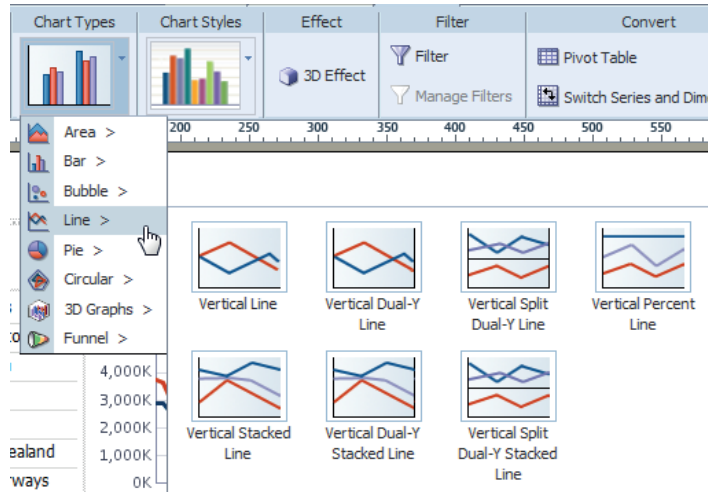 Chart Types Chart Styles Effect Filter Convert
Filter
Pivot Table
3D Effect
Manage Filters
Switch Series and Dim
200 250 300 350 400 450 500 550
Area >
Bar >
Bubble >
Line >
Pie >
Circular >
3D Graphs >
Funnel >
Vertical Line
Vertical Dual-Y
Line
Vertical Split
Dual-Y Line
Vertical Percent
Line
Vertical Stacked
Line
Vertical Dual-Y
Stacked Line
Vertical Split
Dual-Y Stacked
Line
4,000K
3,000K
2,000K
1,000K
0K
ealand
rways